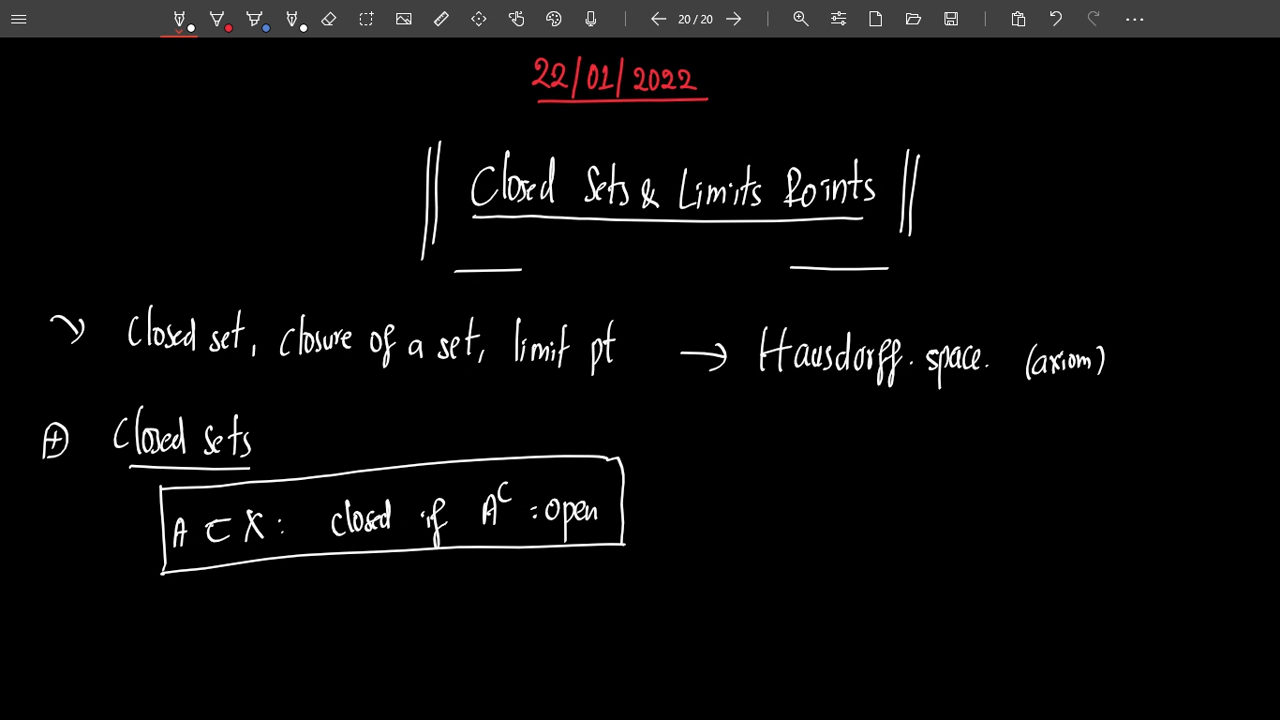 20 / 20
22/01/2022
Closed Sets & Limits Points
Closed set, closure of a set, limit pt → Hausdorff. space. (axiom)
Closed sets
A ⊂ X: closed if A^C = open